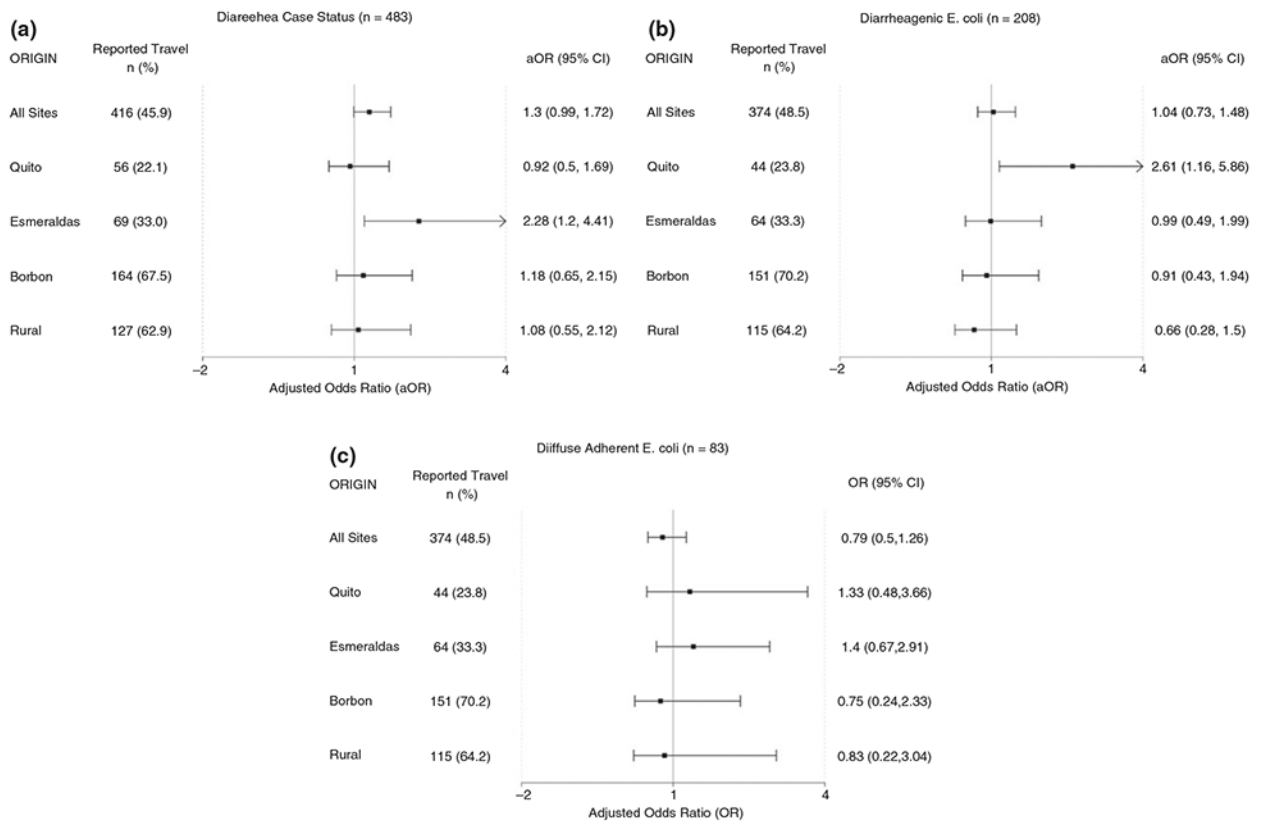 (a)
Diareehea Case Status (n = 483)
ORIGIN Reported Travel n (%) aOR (95% CI)
All Sites 416 (45.9) 1.3 (0.99, 1.72)
Quito 56 (22.1) 0.92 (0.5, 1.69)
Esmeraldas 69 (33.0) 2.28 (1.2, 4.41)
Borbon 164 (67.5) 1.18 (0.65, 2.15)
Rural 127 (62.9) 1.08 (0.55, 2.12)
−2 1 4
Adjusted Odds Ratio (aOR)
(b)
Diarrheagenic E. coli (n = 208)
ORIGIN Reported Travel n (%) aOR (95% CI)
All Sites 374 (48.5) 1.04 (0.73, 1.48)
Quito 44 (23.8) 2.61 (1.16, 5.86)
Esmeraldas 64 (33.3) 0.99 (0.49, 1.99)
Borbon 151 (70.2) 0.91 (0.43, 1.94)
Rural 115 (64.2) 0.66 (0.28, 1.5)
−2 1 4
Adjusted Odds Ratio (aOR)
(c)
Diiffuse Adherent E. coli (n = 83)
ORIGIN Reported Travel n (%) OR (95% CI)
All Sites 374 (48.5) 0.79 (0.5,1.26)
Quito 44 (23.8) 1.33 (0.48,3.66)
Esmeraldas 64 (33.3) 1.4 (0.67,2.91)
Borbon 151 (70.2) 0.75 (0.24,2.33)
Rural 115 (64.2) 0.83 (0.22,3.04)
−2 1 4
Adjusted Odds Ratio (OR)